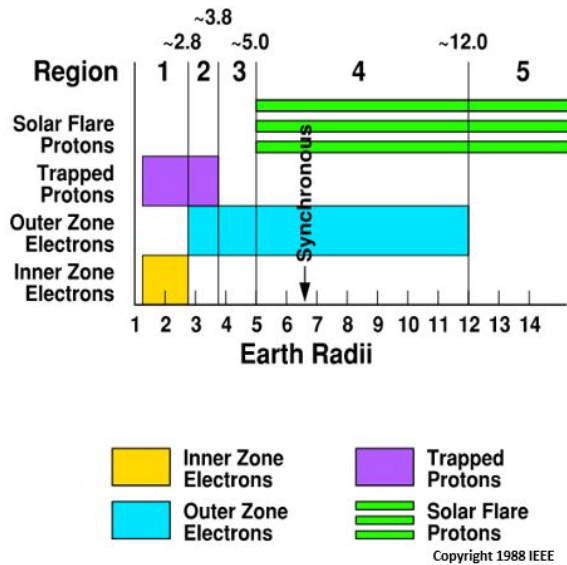 ~3.8
~2.8 ~5.0 ~12.0
Region 1 2 3 4 5
Solar Flare
Protons
Trapped
Protons
Outer Zone
Electrons
Inner Zone
Electrons
Synchronous
1 2 3 4 5 6 7 8 9 10 11 12 13 14
Earth Radii
Inner Zone
Electrons
Trapped
Protons
Outer Zone
Electrons
Solar Flare
Protons
Copyright 1988 IEEE